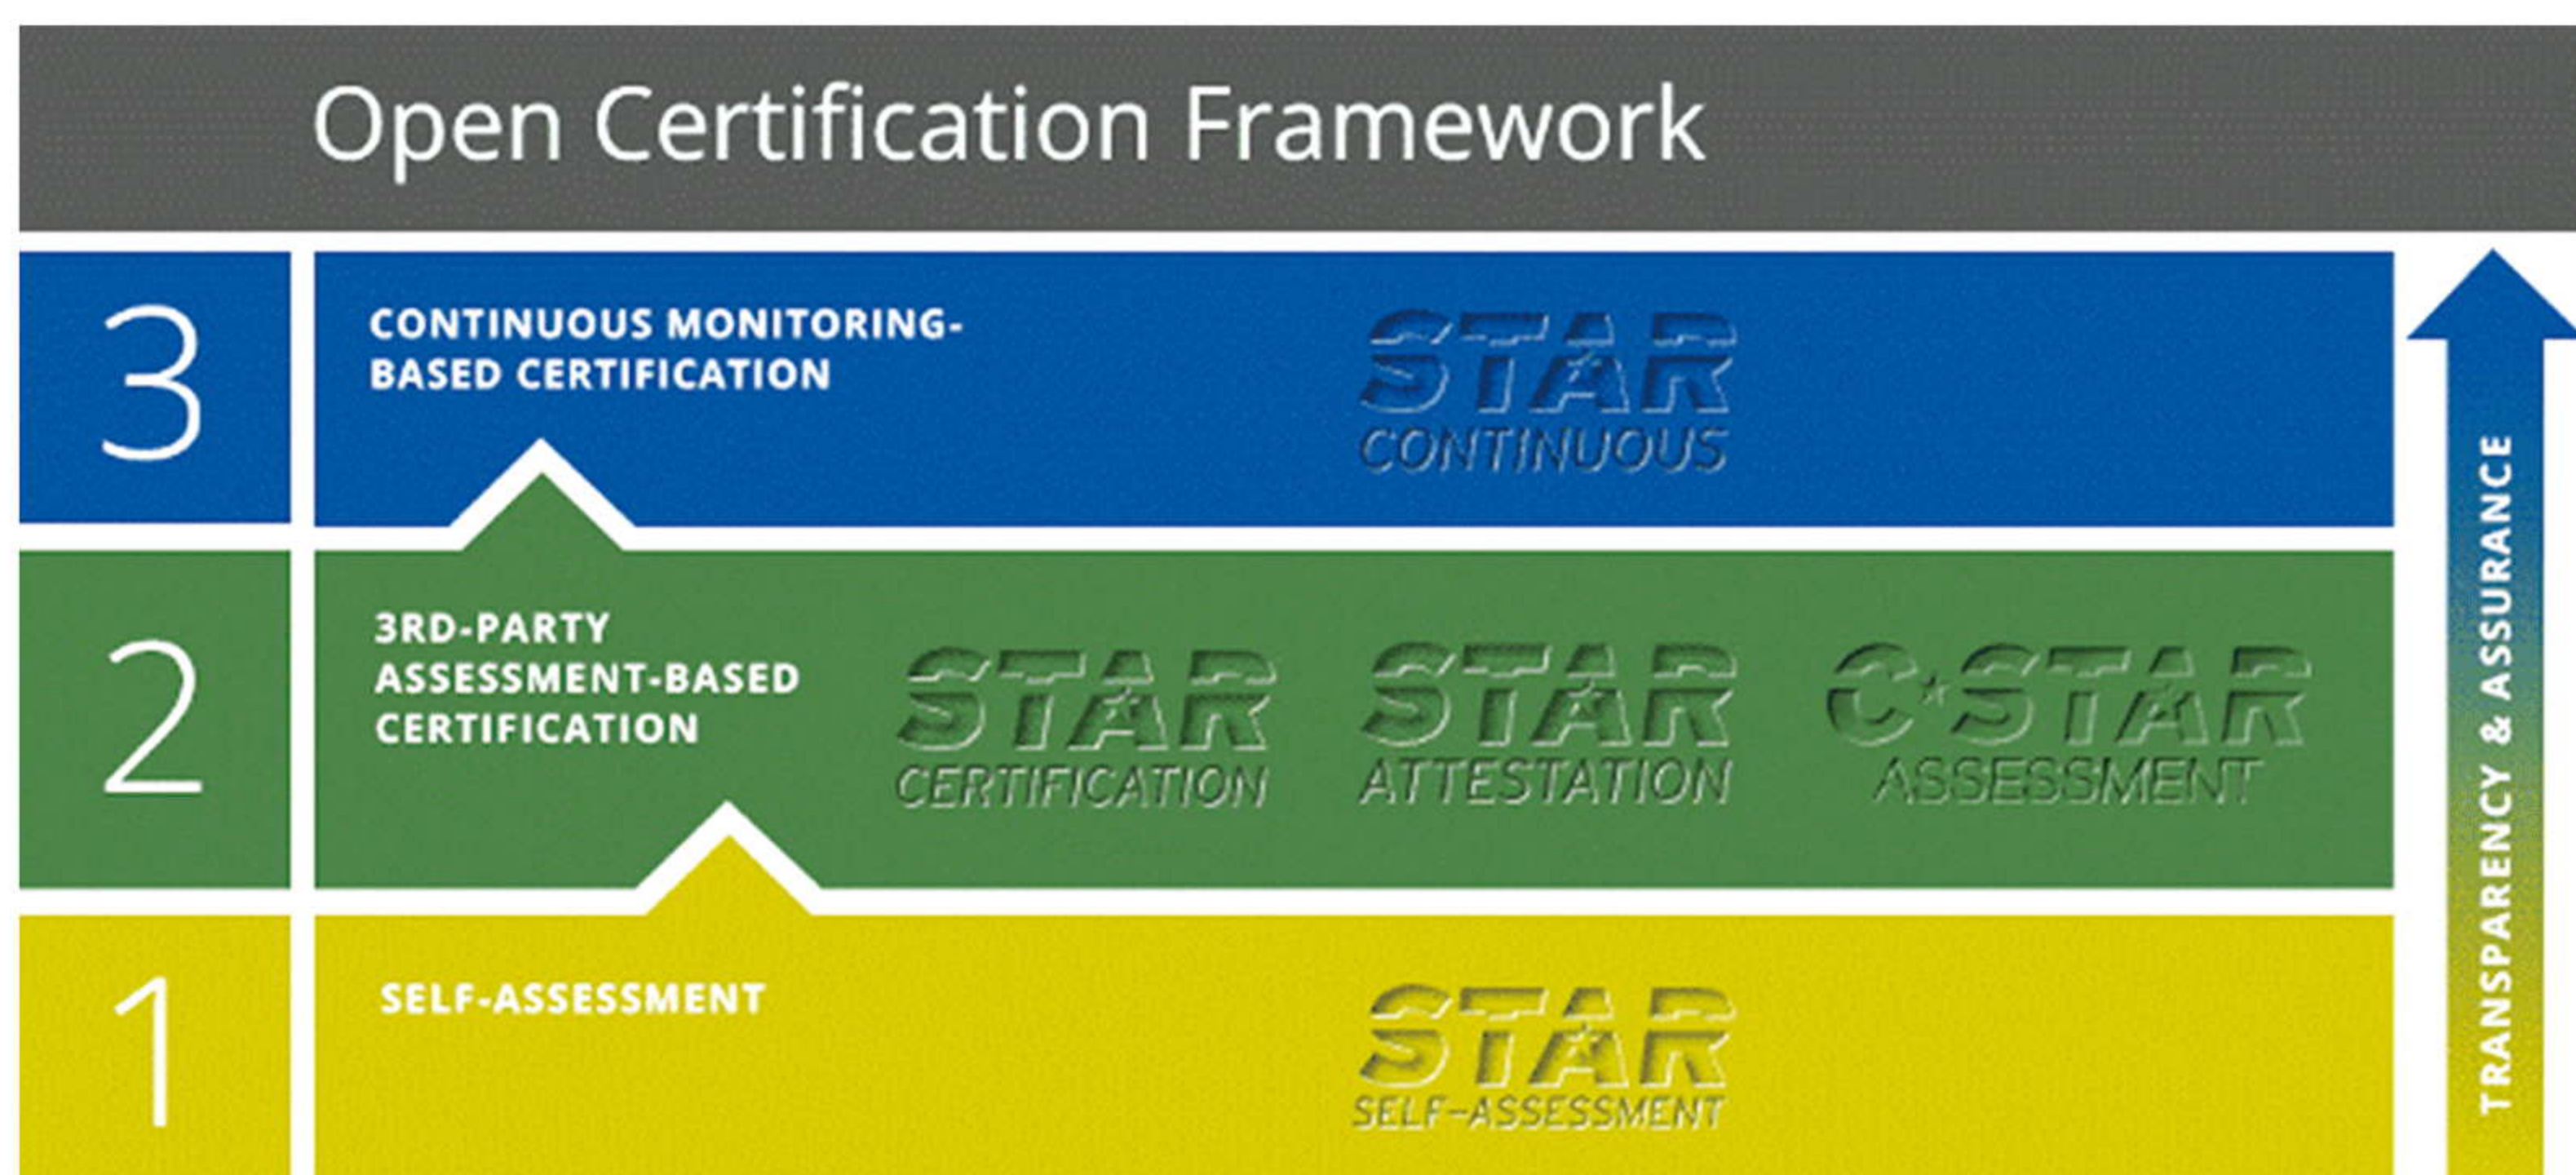 Open Certification Framework
3
CONTINUOUS MONITORING-
BASED CERTIFICATION
STAR
CONTINUOUS
2
3RD-PARTY
ASSESSMENT-BASED
CERTIFICATION
STAR
CERTIFICATION
STAR
ATTESTATION
C★STAR
ASSESSMENT
1
SELF-ASSESSMENT
STAR
SELF-ASSESSMENT
TRANSPARENCY & ASSURANCE